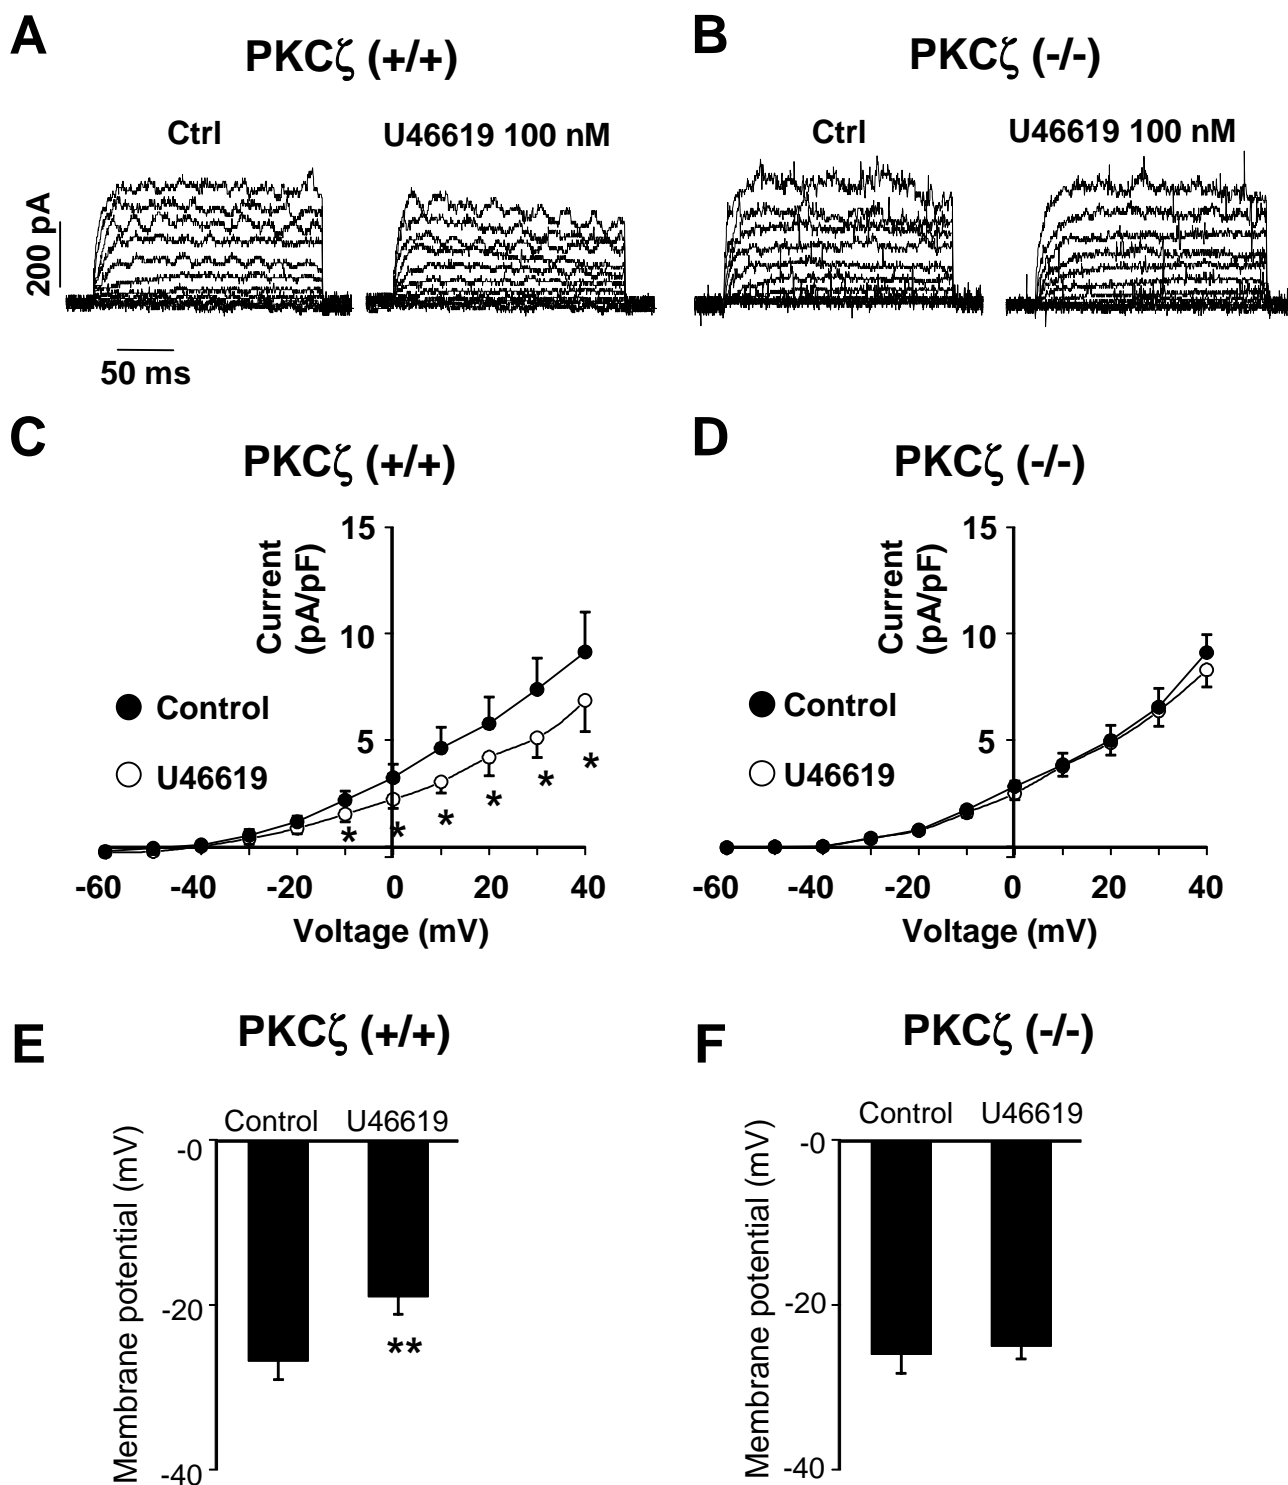 A
B
PKCζ (+/+)
PKCζ (-/-)
Ctrl
U46619 100 nM
Ctrl
U46619 100 nM
200 pA
50 ms
C
D
PKCζ (+/+)
PKCζ (-/-)
Current
(pA/pF)
15
10
5
Control
U46619
*
*
*
*
*
*
-60 -40 -20 0 20 40
Voltage (mV)
Current
(pA/pF)
15
10
5
Control
U46619
-60 -40 -20 0 20 40
Voltage (mV)
E
F
PKCζ (+/+)
PKCζ (-/-)
Control U46619
Membrane potential (mV)
-0
-20
-40
**
Control U46619
Membrane potential (mV)
-0
-20
-40